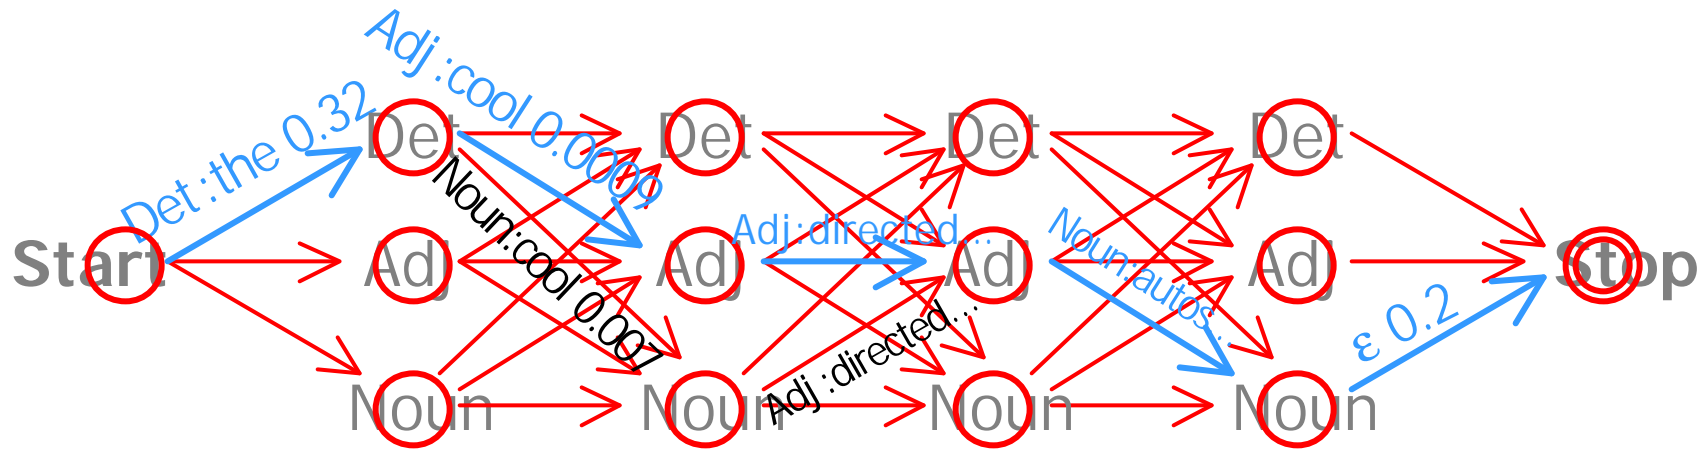 Adj:cool 0.0009
Det:the 0.32
Det Det Det Det
Noun:cool 0.007
Adj:directed...
Noun:autos...
Start Adj Adj Adj Adj Stop
Adj:directed...
ε 0.2
Noun Noun Noun Noun